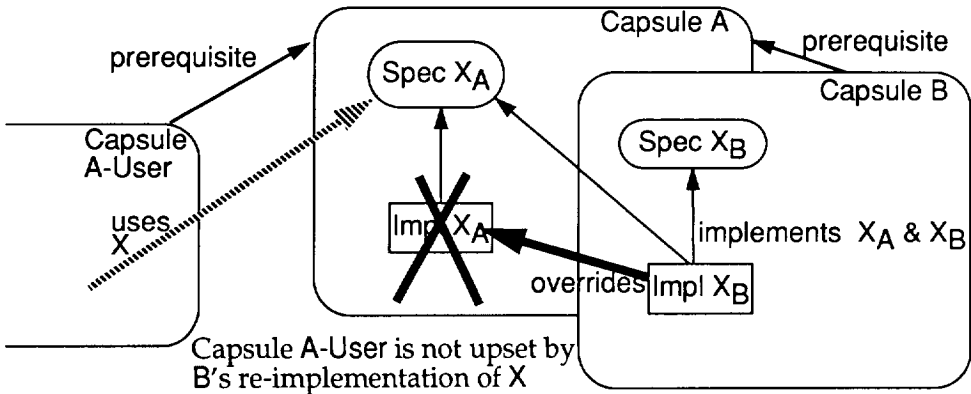 Capsule A
prerequisite
prerequisite
Spec XA
Capsule B
Capsule
A-User
Spec XB
uses
X
Impl XA
implements XA & XB
overrides
Impl XB
Capsule A-User is not upset by
B's re-implementation of X